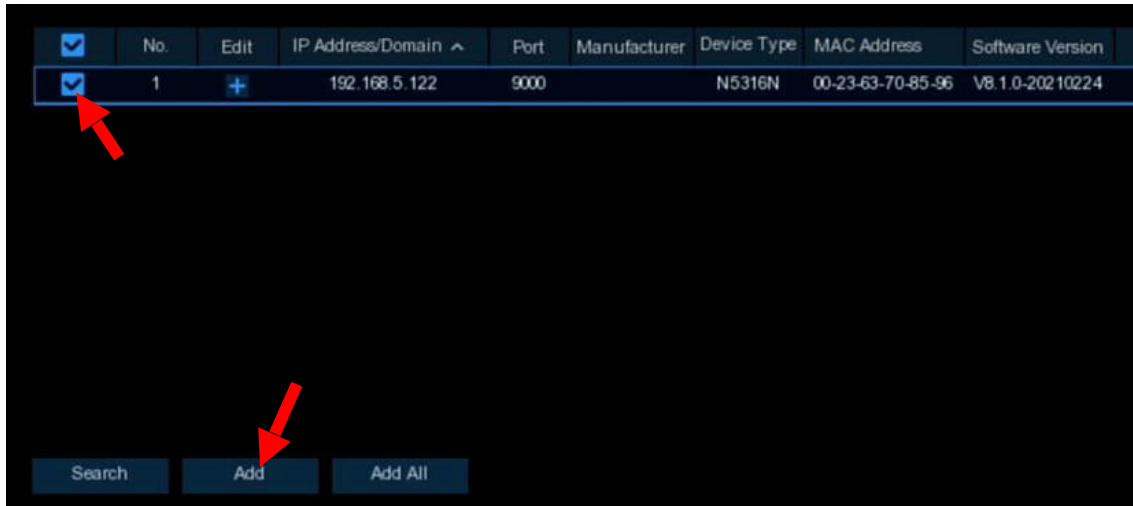 No. Edit IP Address/Domain Port Manufacturer Device Type MAC Address Software Version
1 192.168.5.122 9000 N5316N 00-23-63-70-85-96 V8.1.0-20210224
Search Add Add All